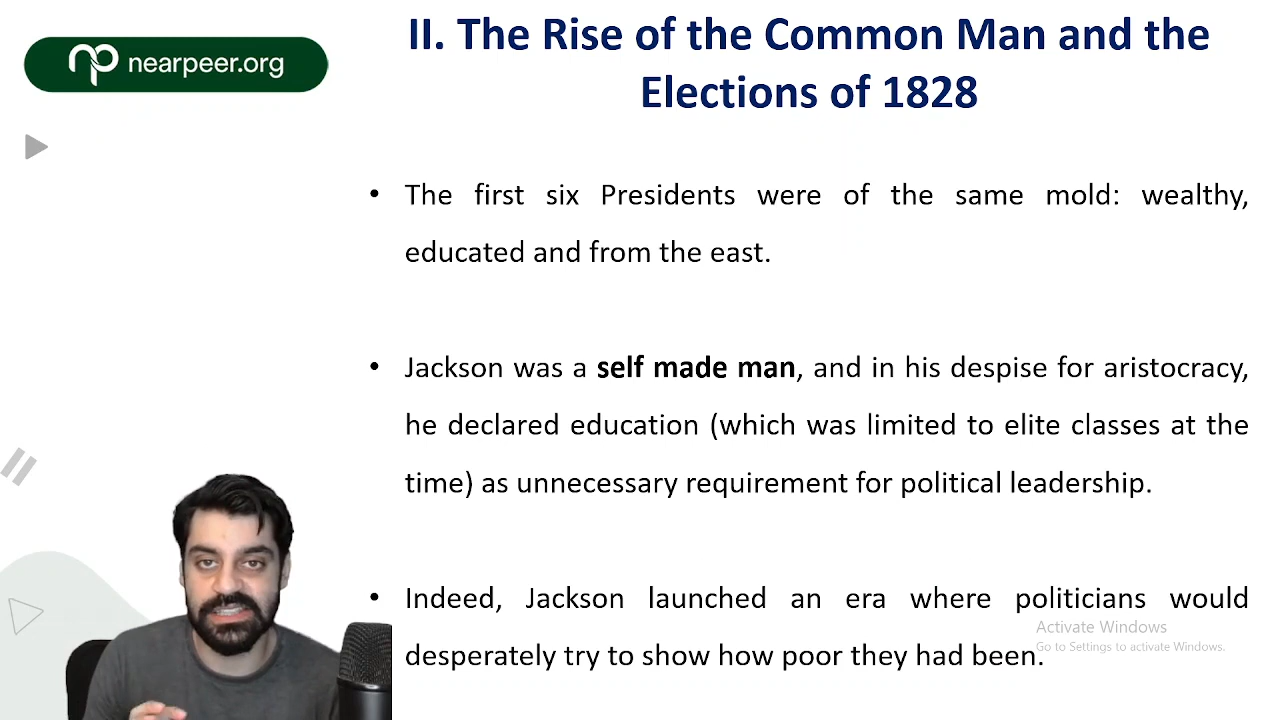 nearpeer.org
II. The Rise of the Common Man and the
Elections of 1828
• The first six Presidents were of the same mold: wealthy,
educated and from the east.
• Jackson was a self made man, and in his despise for aristocracy,
he declared education (which was limited to elite classes at the
time) as unnecessary requirement for political leadership.
• Indeed, Jackson launched an era where politicians would
desperately try to show how poor they had been.
Activate Windows
Go to Settings to activate Windows.